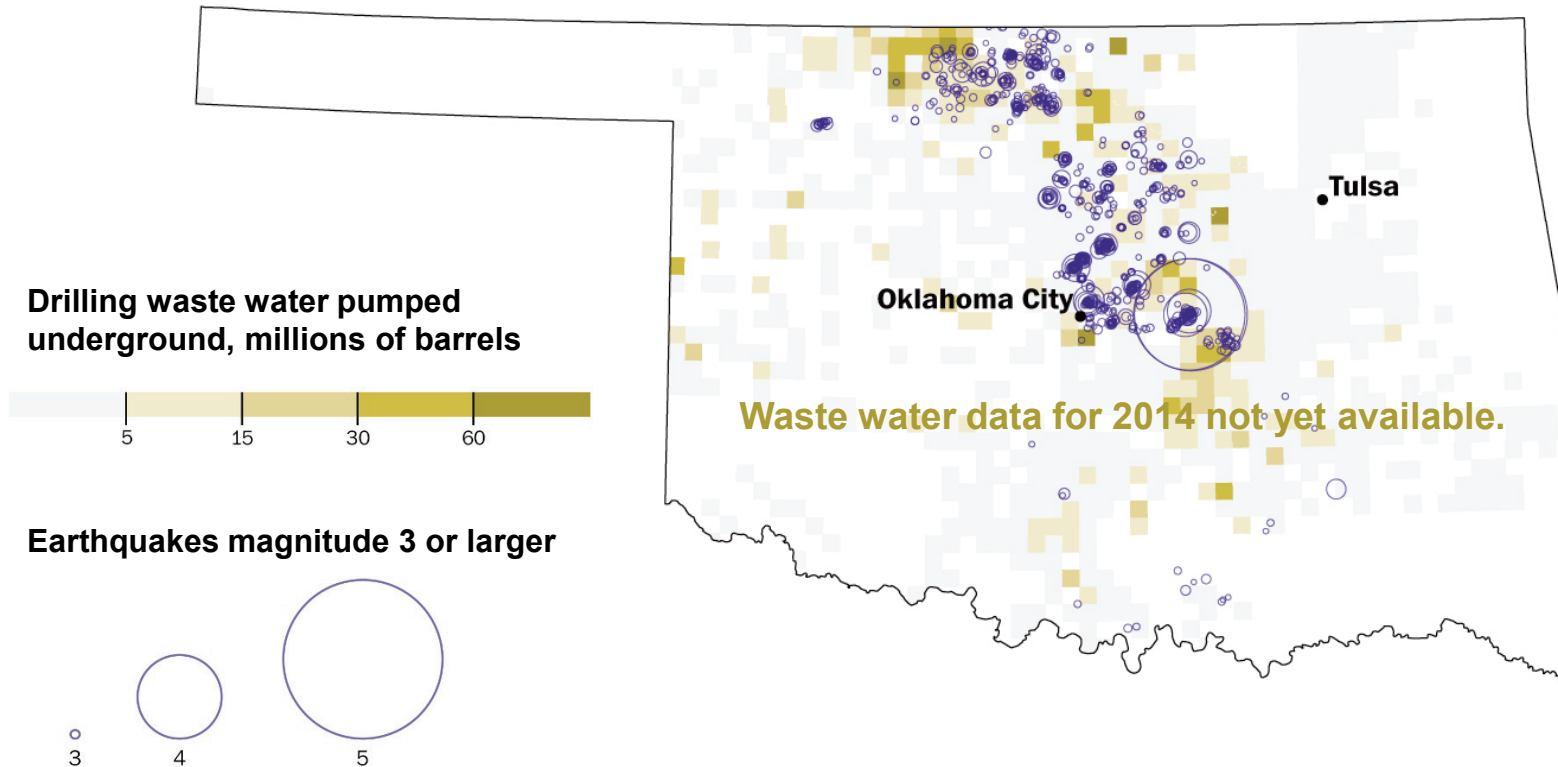 Tulsa
Oklahoma City
Drilling waste water pumped
underground, millions of barrels
5 15 30 60
Waste water data for 2014 not yet available.
Earthquakes magnitude 3 or larger
3 4 5